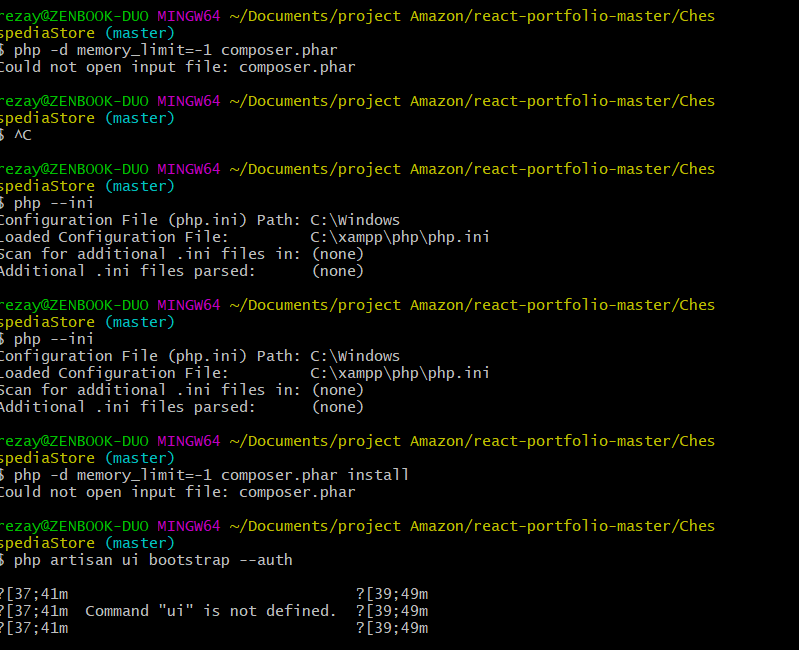 rezay@ZENBOOK-DUO MINGW64 ~/Documents/project Amazon/react-portfolio-master/Ches
spediaStore (master)
$ php -d memory_limit=-1 composer.phar
Could not open input file: composer.phar
rezay@ZENBOOK-DUO MINGW64 ~/Documents/project Amazon/react-portfolio-master/Ches
spediaStore (master)
$ ^C
rezay@ZENBOOK-DUO MINGW64 ~/Documents/project Amazon/react-portfolio-master/Ches
spediaStore (master)
$ php --ini
Configuration File (php.ini) Path: C:\Windows
Loaded Configuration File:         C:\xampp\php\php.ini
Scan for additional .ini files in: (none)
Additional .ini files parsed:      (none)
rezay@ZENBOOK-DUO MINGW64 ~/Documents/project Amazon/react-portfolio-master/Ches
spediaStore (master)
$ php --ini
Configuration File (php.ini) Path: C:\Windows
Loaded Configuration File:         C:\xampp\php\php.ini
Scan for additional .ini files in: (none)
Additional .ini files parsed:      (none)
rezay@ZENBOOK-DUO MINGW64 ~/Documents/project Amazon/react-portfolio-master/Ches
spediaStore (master)
$ php -d memory_limit=-1 composer.phar install
Could not open input file: composer.phar
rezay@ZENBOOK-DUO MINGW64 ~/Documents/project Amazon/react-portfolio-master/Ches
spediaStore (master)
$ php artisan ui bootstrap --auth
?[37;41m                                ?[39;49m
?[37;41m  Command "ui" is not defined.  ?[39;49m
?[37;41m                                ?[39;49m